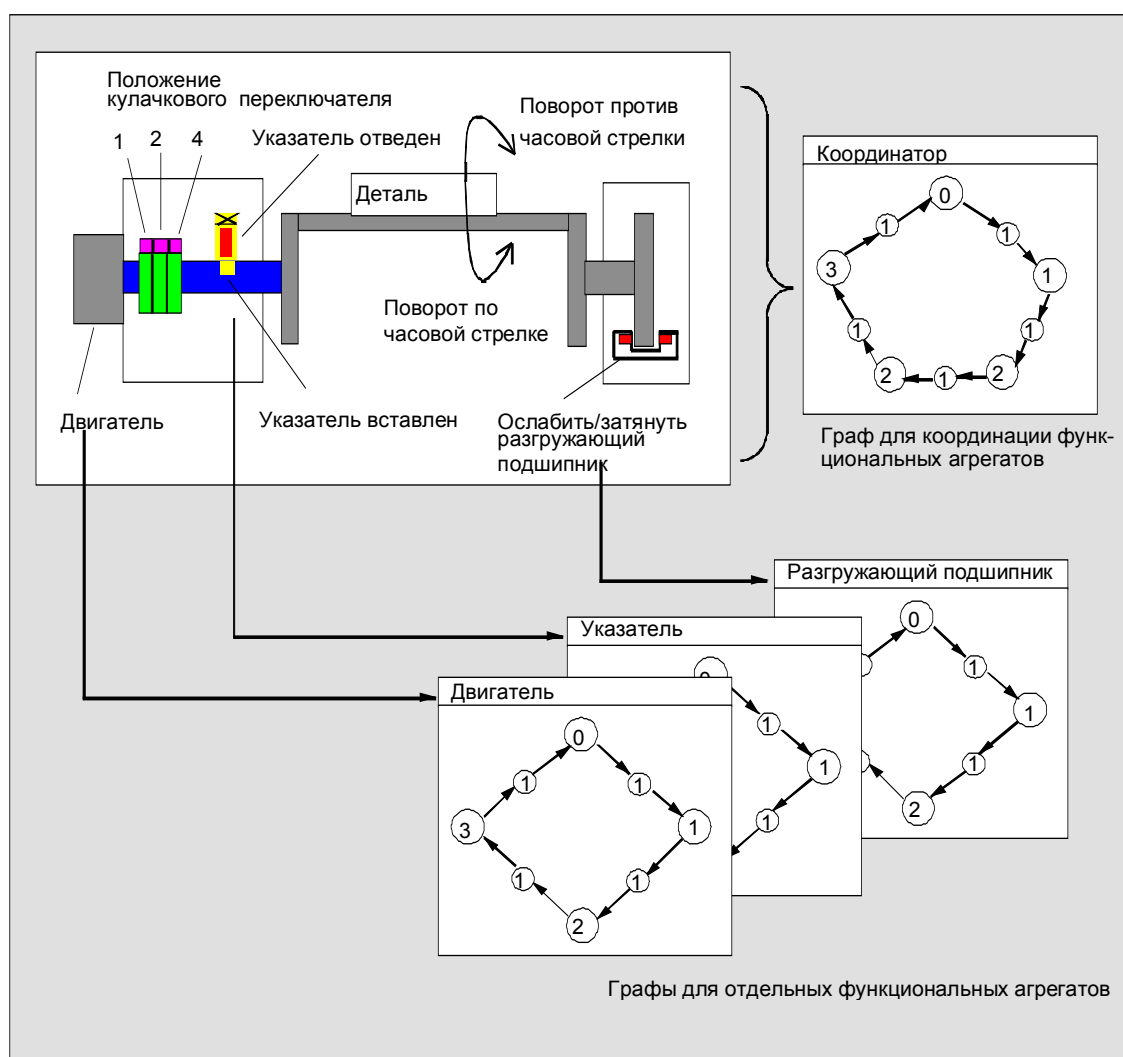 Положение
кулачкового переключателя
1 2 4
Указатель отведен
Поворот против
часовой стрелки
Деталь
Поворот по
часовой стрелке
Двигатель
Указатель вставлен
Ослабить/затянуть
разгружающий
подшипник
Координатор
0
1
1
1
3
1
1
2
1
2
Граф для координации функ-
циональных агрегатов
Разгружающий подшипник
0
1
1
1
2
Указатель
1
1
1
Двигатель
0
1
1
3
1
1
1
2
Графы для отдельных функциональных агрегатов